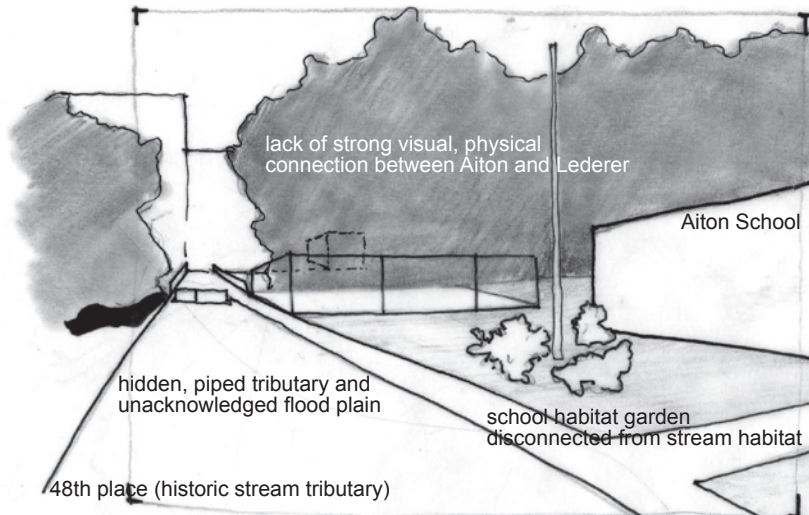 lack of strong visual, physical
connection between Aiton and Lederer
Aiton School
hidden, piped tributary and
unacknowledged flood plain
school habitat garden
disconnected from stream habitat
48th place (historic stream tributary)